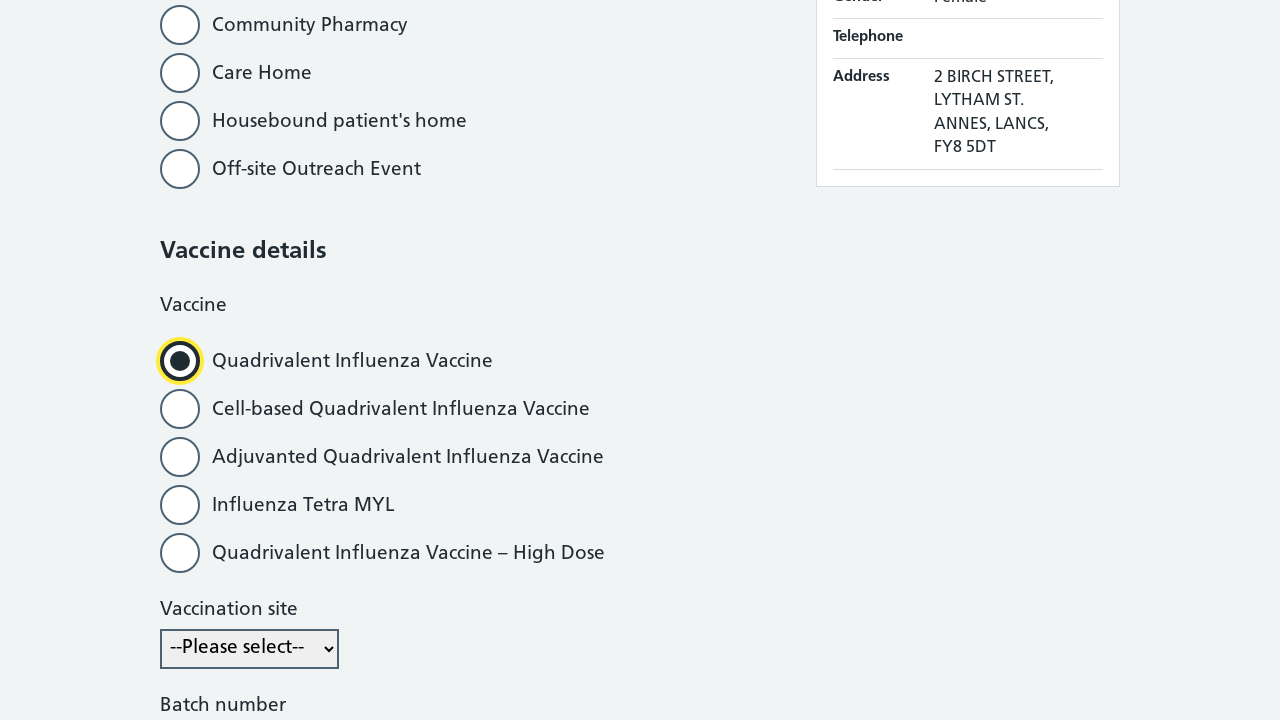 Community Pharmacy
Care Home
Housebound patient's home
Off-site Outreach Event
Gender Female
Telephone
Address 2 BIRCH STREET,
LYTHAM ST.
ANNES, LANCS,
FY8 5DT
Vaccine details
Vaccine
Quadrivalent Influenza Vaccine
Cell-based Quadrivalent Influenza Vaccine
Adjuvanted Quadrivalent Influenza Vaccine
Influenza Tetra MYL
Quadrivalent Influenza Vaccine – High Dose
Vaccination site
--Please select--
Batch number